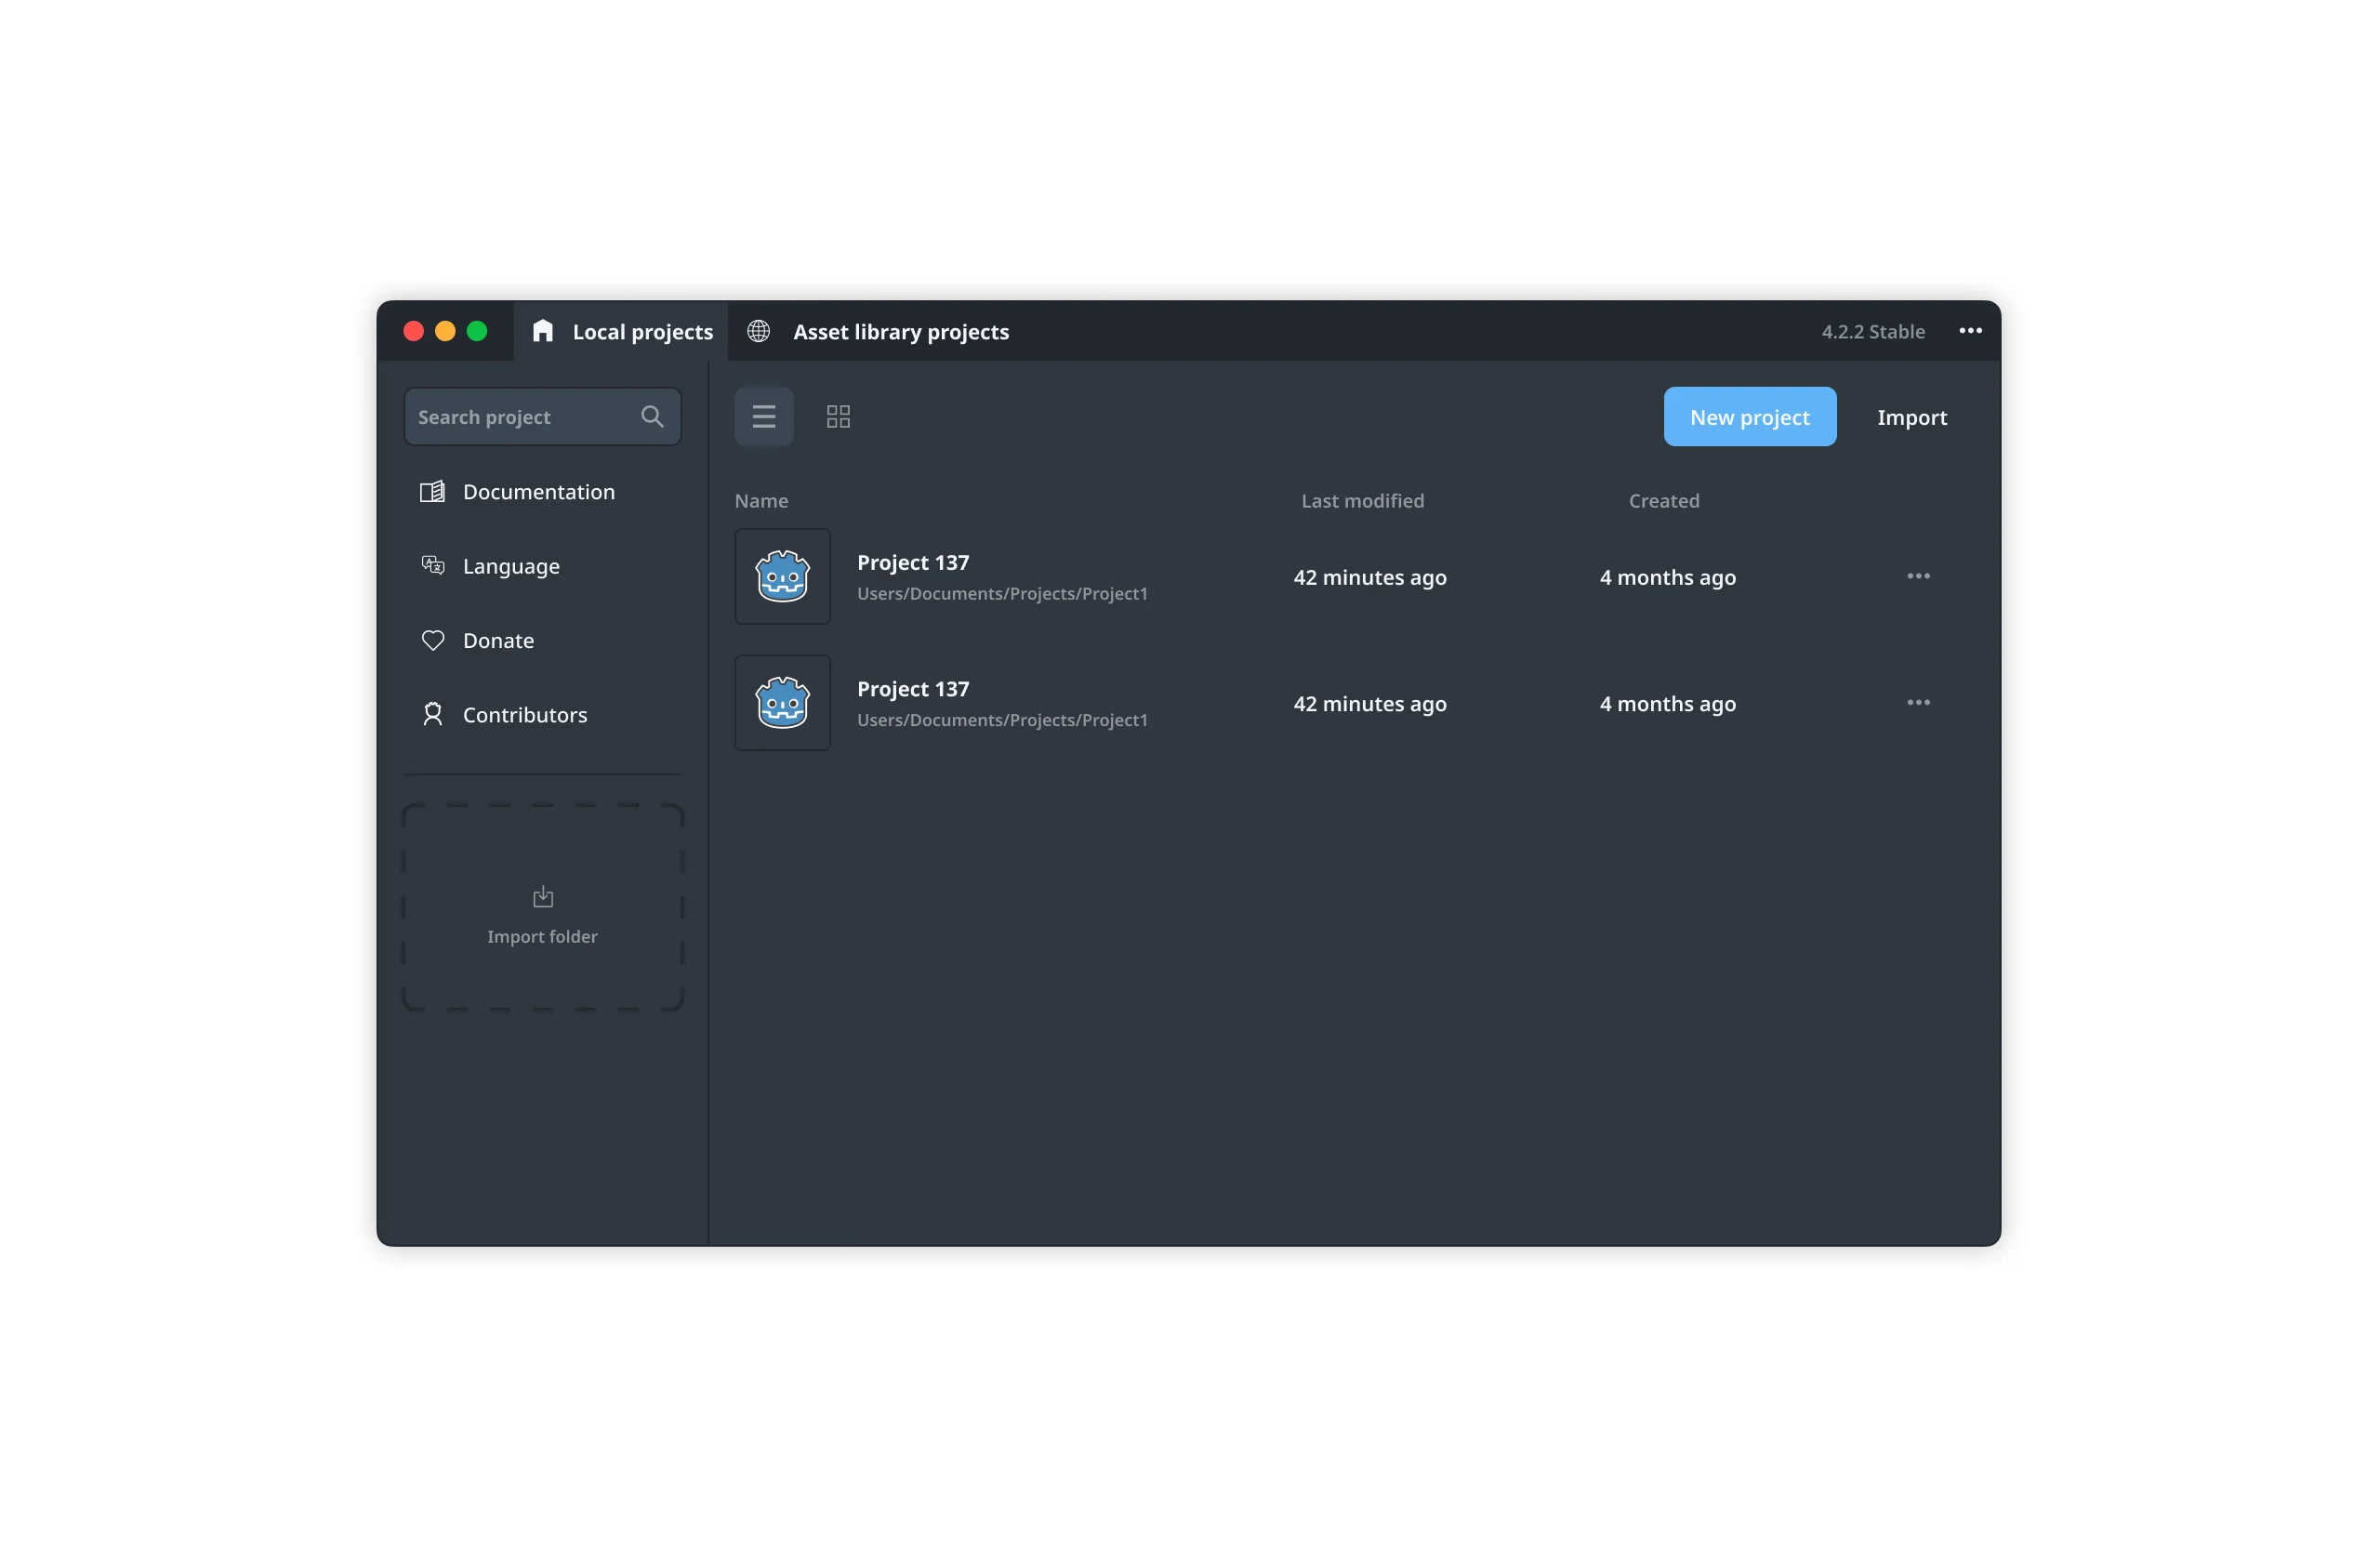 Local projects
Asset library projects
4.2.2 Stable
Search project
New project
Import
Documentation
Language
Donate
Contributors
Import folder
Name
Last modified
Created
Project 137
Users/Documents/Projects/Project1
42 minutes ago
4 months ago
Project 137
Users/Documents/Projects/Project1
42 minutes ago
4 months ago